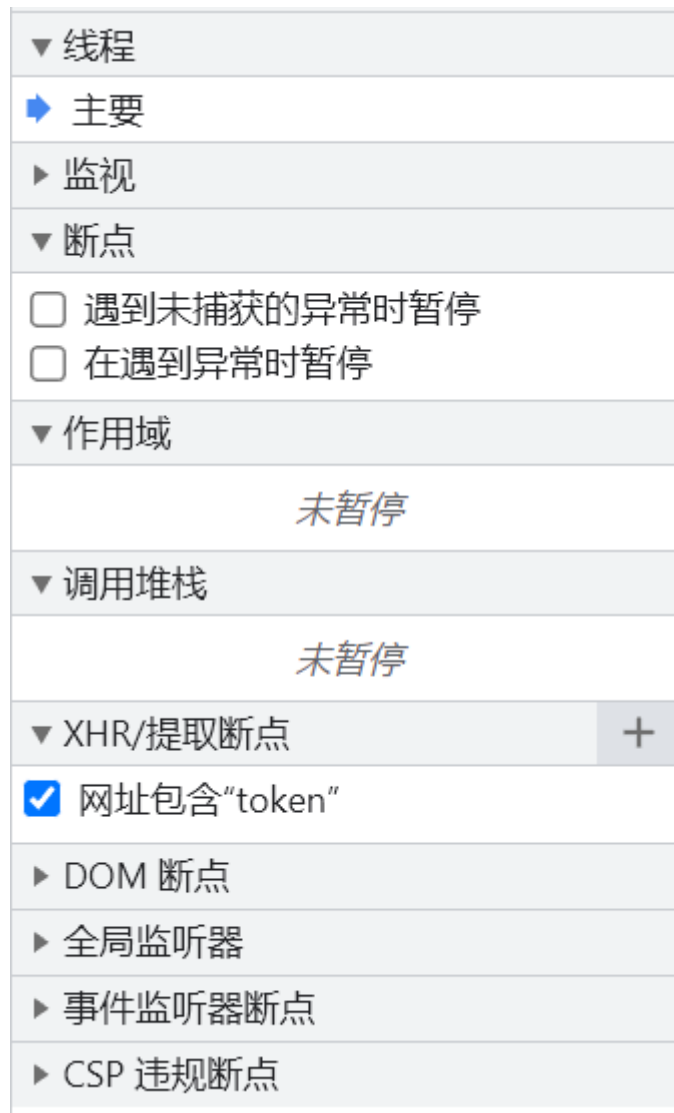 线程
主要
监视
断点
遇到未捕获的异常时暂停
在遇到异常时暂停
作用域
未暂停
调用堆栈
未暂停
XHR/提取断点
网址包含“token”
DOM 断点
全局监听器
事件监听器断点
CSP 违规断点